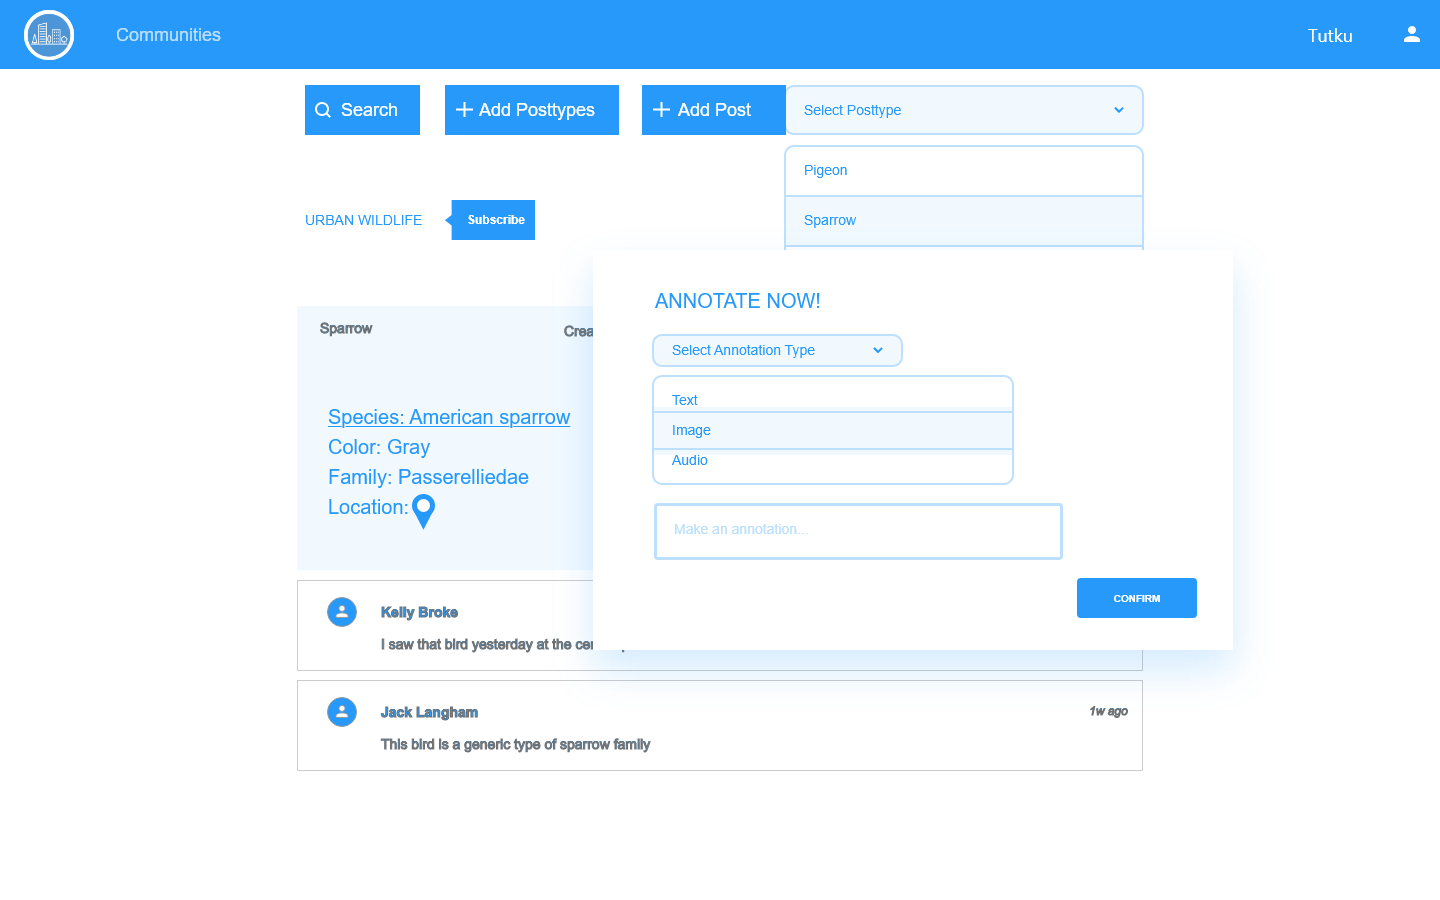 Communities
Tutku
Search
Add Posttypes
Add Post
Select Posttype
Pigeon
Sparrow
URBAN WILDLIFE
Subscribe
ANNOTATE NOW!
Select Annotation Type
Text
Image
Audio
Make an annotation...
CONFIRM
Sparrow
Species: American sparrow
Color: Gray
Family: Passerelliedae
Location:
Kelly Broke
I saw that bird yesterday at the
Jack Langham
1w ago
This bird is a generic type of sparrow family